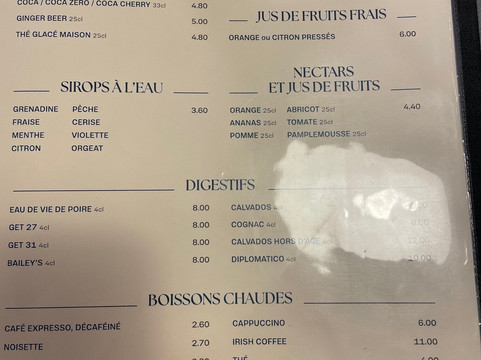 COCA / COCA ZERO / COCA CHERRY 33cl 4.80
GINGER BEER 25cl 5.00
THÉ GLACÉ MAISON 25cl 4.80
JUS DE FRUITS FRAIS
ORANGE ou CITRON PRESSÉS 6.00
SIROPS À L'EAU
GRENADINE PÊCHE 3.60
FRAISE CERISE
MENTHE VIOLETTE
CITRON ORGEAT
NECTARS
ET JUS DE FRUITS
ORANGE 25cl ABRICOT 25cl 4.40
ANANAS 25cl TOMATE 25cl
POMME 25cl PAMPLEMOUSSE 25cl
DIGESTIFS
EAU DE VIE DE POIRE 4cl 8.00
GET 27 4cl 8.00
GET 31 4cl 8.00
BAILEY'S 4cl 8.00
CALVADOS
COGNAC 4cl
CALVADOS HORS D'ÂGE
DIPLOMATICO 4cl 10.00
BOISSONS CHAUDES
CAFÉ EXPRESSO, DÉCAFÉINÉ 2.60
NOISETTE 2.70
CAPPUCCINO 6.00
IRISH COFFEE 11.00
THÉ